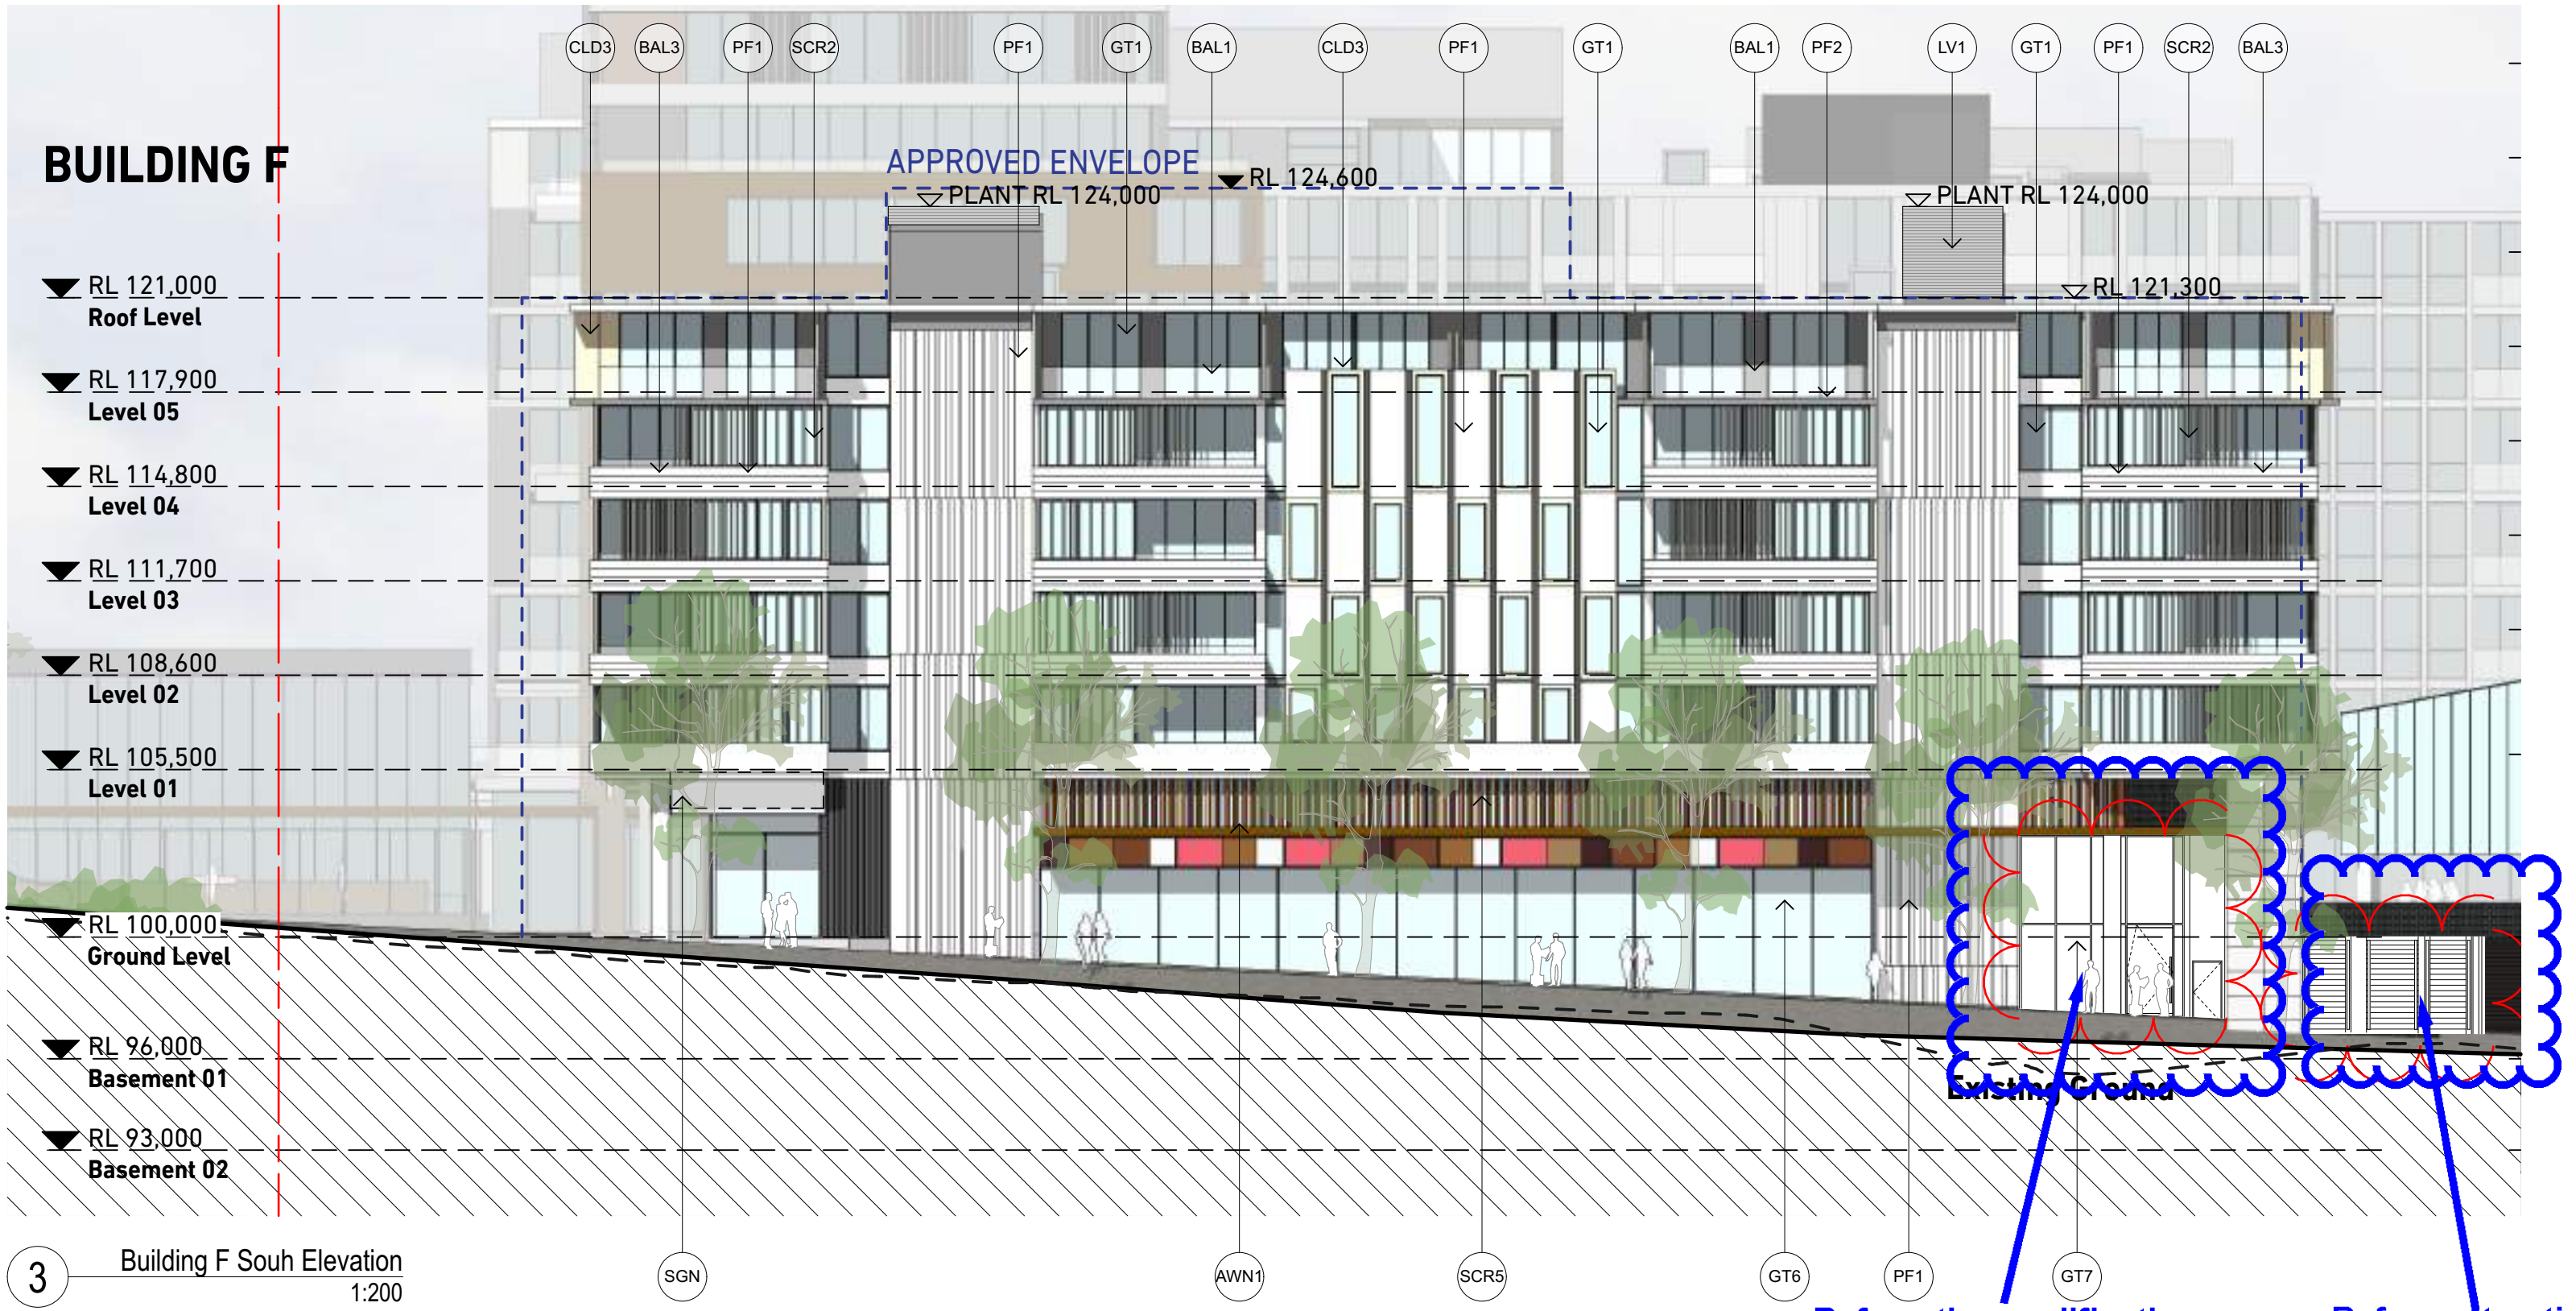 CLD3 BAL3 PF1 SCR2 PF1 GT1 BAL1 CLD3 PF1 GT1 BAL1 PF2 LV1 GT1 PF1 SCR2 BAL3
BUILDING F
APPROVED ENVELOPE
RL 124,600
PLANT RL 124,000
PLANT RL 124,000
RL 121,300
RL 121,000
Roof Level
RL 117,900
Level 05
RL 114,800
Level 04
RL 111,700
Level 03
RL 108,600
Level 02
RL 105,500
Level 01
RL 100,000
Ground Level
RL 96,000
Basement 01
Existing Ground
RL 93,000
Basement 02
3
Building F Souh Elevation
1:200
SGN AWN1 SCR5 GT6 PF1 GT7